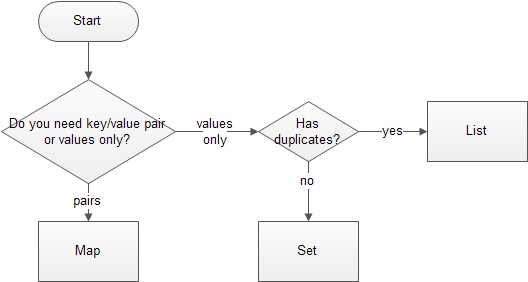 Start
Do you need key/value pair
or values only?
values
only
Has
duplicates?
yes
List
pairs
no
Map
Set